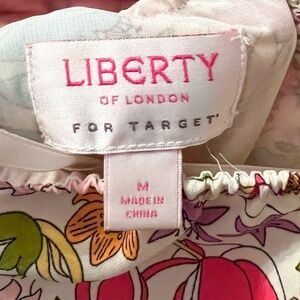 LIBERTY
OF LONDON
FOR TARGET
M
MADE IN
CHINA